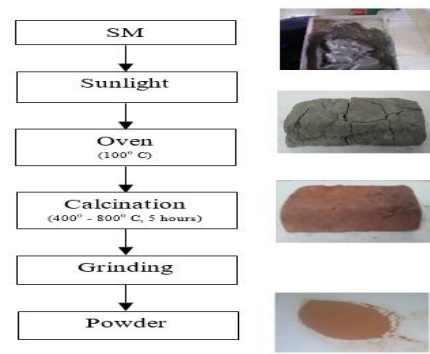 SM
Sunlight
Oven
(100° C)
Calcination
(400° - 800° C, 5 hours)
Grinding
Powder